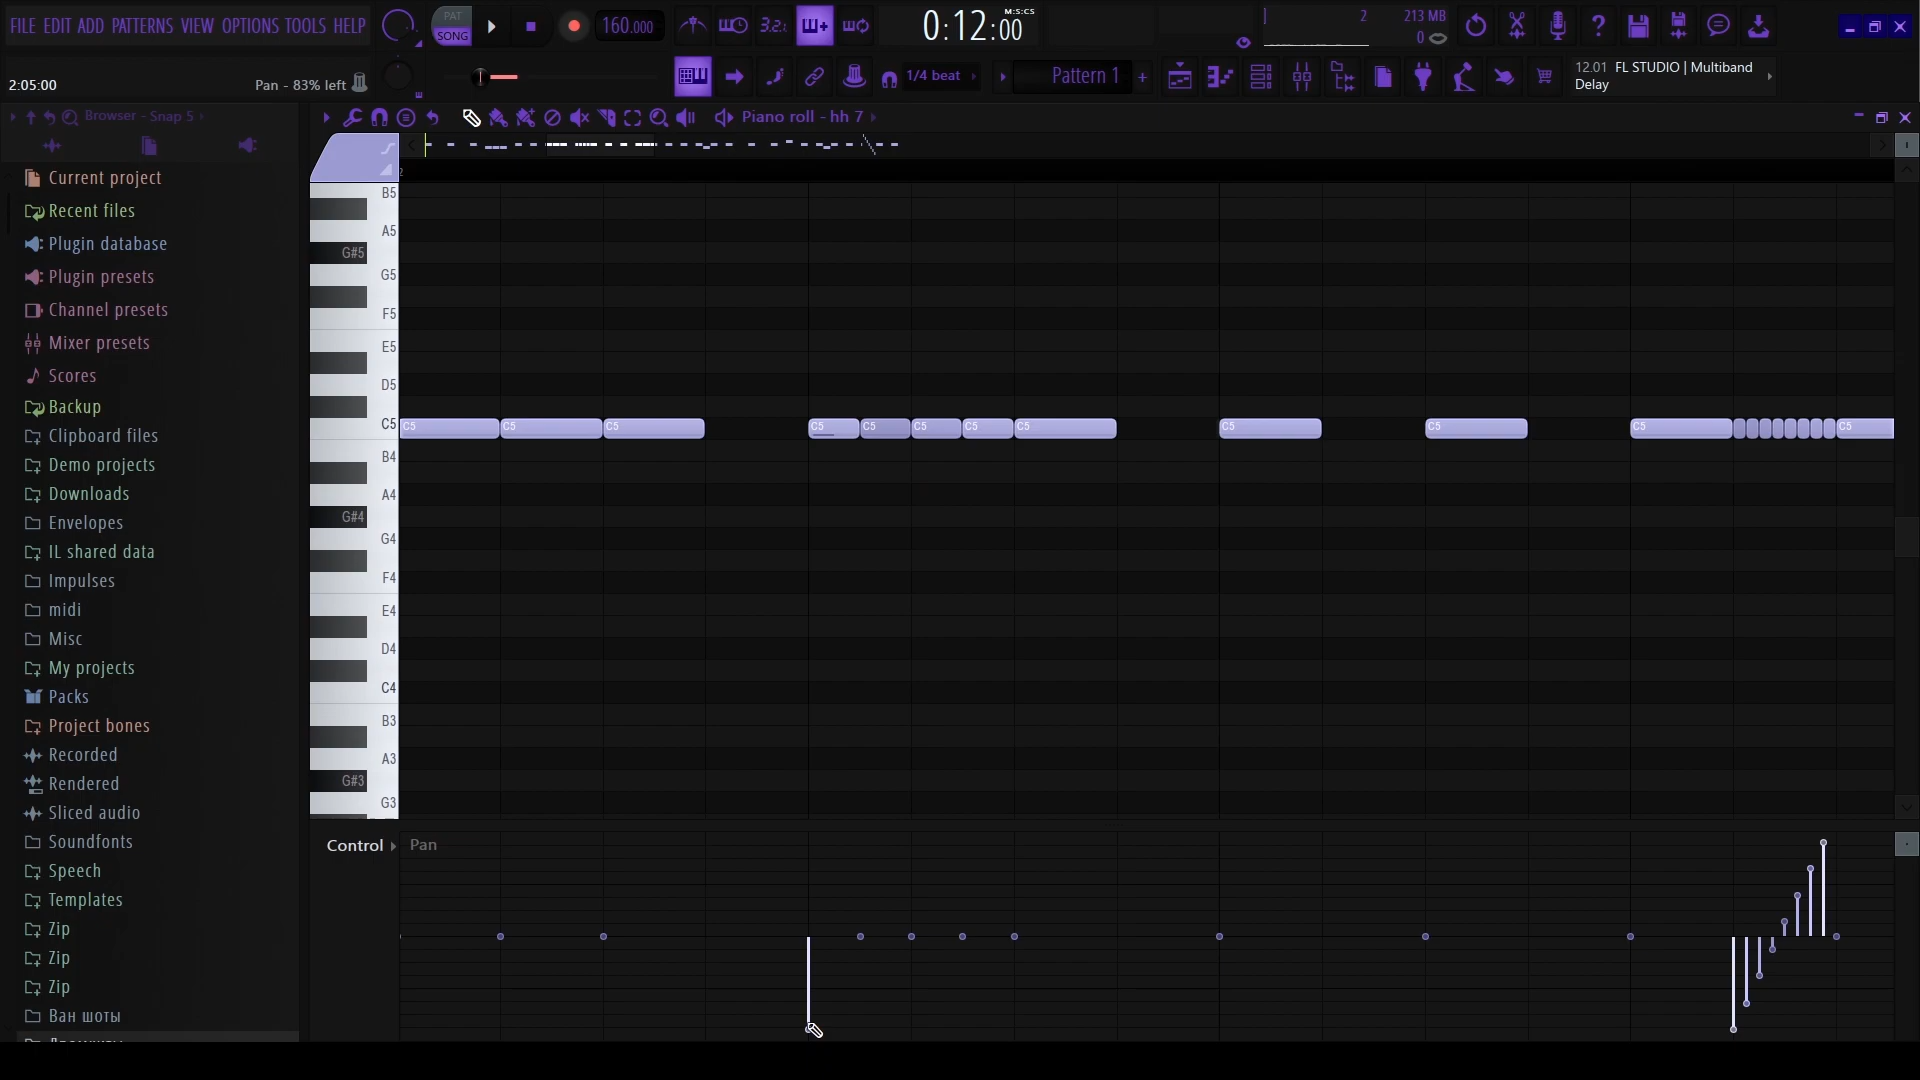 FILE EDIT ADD PATTERNS VIEW OPTIONS TOOLS HELP
PAT
SONG
160.000
3.2
0:12:00
M:S:CS
2
213 MB
0
2:05:00
Pan - 83% left
1/4 beat
Pattern 1
+
12.01 FL STUDIO | Multiband
Delay
Browser - Snap 5
Piano roll - hh 7
Current project
Recent files
Plugin database
Plugin presets
Channel presets
Mixer presets
Scores
Backup
Clipboard files
Demo projects
Downloads
Envelopes
IL shared data
Impulses
midi
Misc
My projects
Packs
Project bones
Recorded
Rendered
Sliced audio
Soundfonts
Speech
Templates
Zip
Zip
Zip
Ван шоты
2
B5
A5
G#5
G5
F5
E5
D5
C5
C5 C5 C5 C5 C5 C5 C5 C5 C5 C5 C5 C5
B4
A4
G#4
G4
F4
E4
D4
C4
B3
A3
G#3
G3
Control
Pan